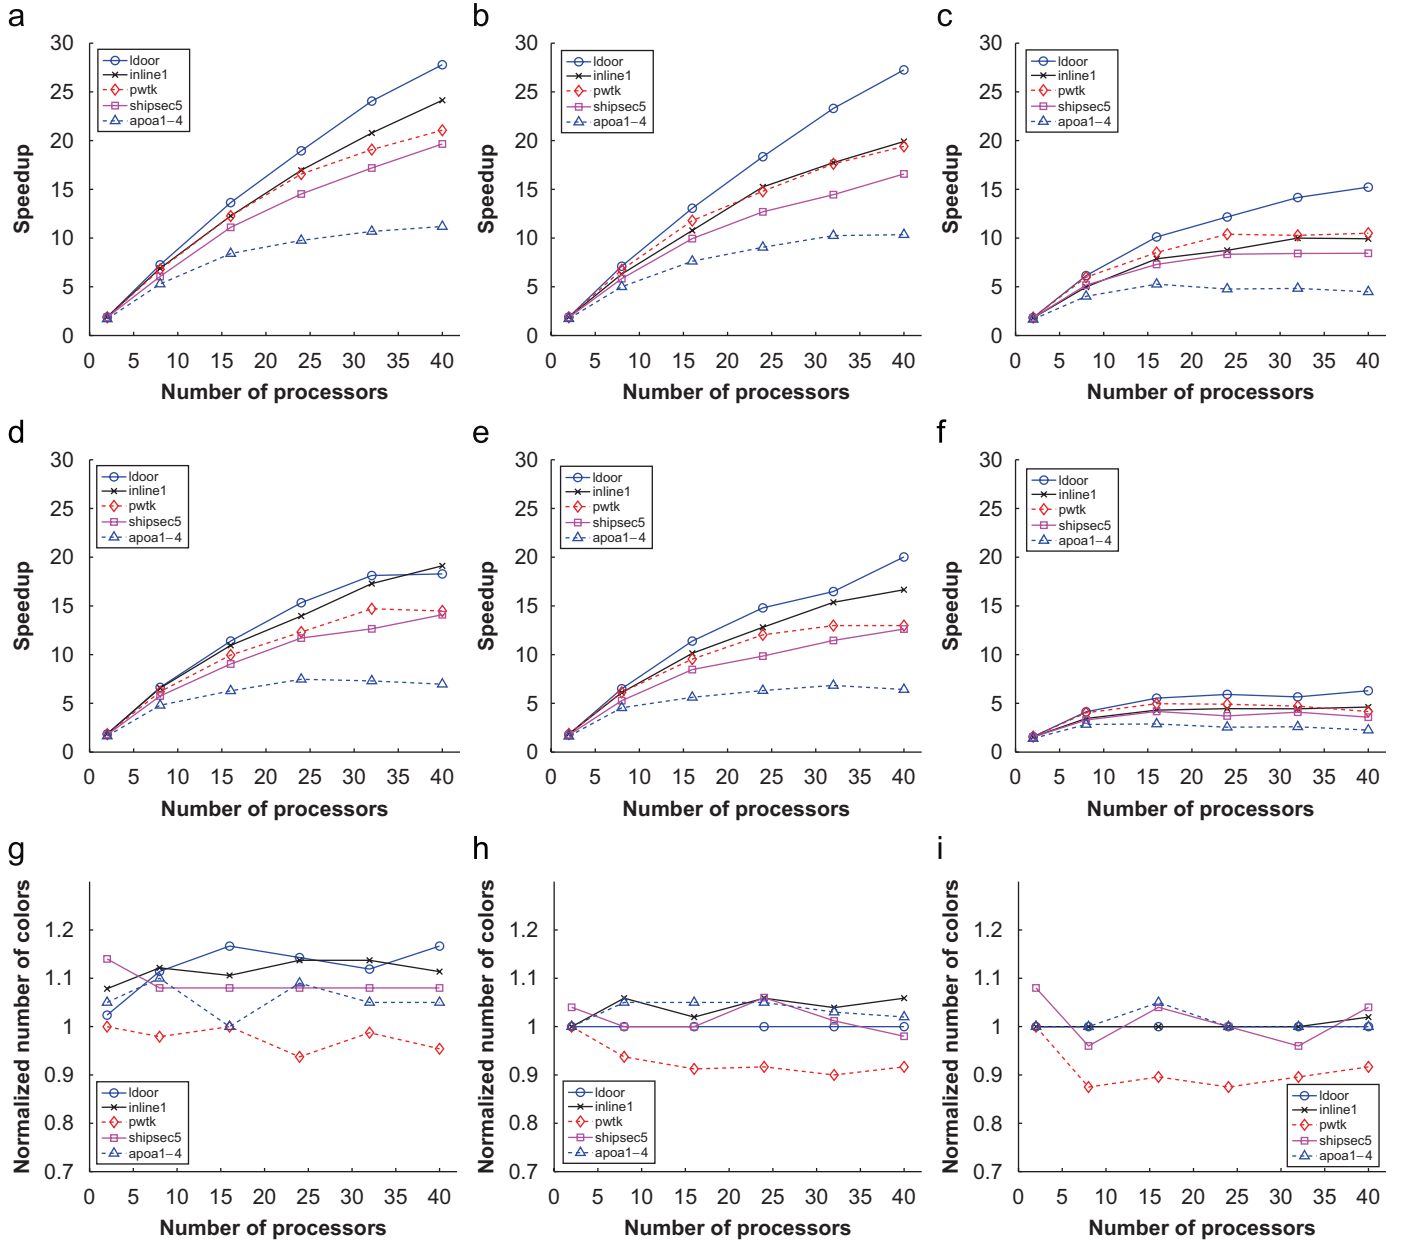 a
30
25
20
15
10
5
0
Speedup
ldoor
inline1
pwtk
shipsec5
apoa1−4
0 5 10 15 20 25 30 35 40
Number of processors
b
30
25
20
15
10
5
0
Speedup
ldoor
inline1
pwtk
shipsec5
apoa1−4
0 5 10 15 20 25 30 35 40
Number of processors
c
30
25
20
15
10
5
0
Speedup
ldoor
inline1
pwtk
shipsec5
apoa1−4
0 5 10 15 20 25 30 35 40
Number of processors
d
30
25
20
15
10
5
0
Speedup
ldoor
inline1
pwtk
shipsec5
apoa1−4
0 5 10 15 20 25 30 35 40
Number of processors
e
30
25
20
15
10
5
0
Speedup
ldoor
inline1
pwtk
shipsec5
apoa1−4
0 5 10 15 20 25 30 35 40
Number of processors
f
30
25
20
15
10
5
0
Speedup
ldoor
inline1
pwtk
shipsec5
apoa1−4
0 5 10 15 20 25 30 35 40
Number of processors
g
1.2
1.1
1
0.9
0.8
0.7
Normalized number of colors
ldoor
inline1
pwtk
shipsec5
apoa1−4
0 5 10 15 20 25 30 35 40
Number of processors
h
1.2
1.1
1
0.9
0.8
0.7
Normalized number of colors
ldoor
inline1
pwtk
shipsec5
apoa1−4
0 5 10 15 20 25 30 35 40
Number of processors
i
1.2
1.1
1
0.9
0.8
0.7
Normalized number of colors
ldoor
inline1
pwtk
shipsec5
apoa1−4
0 5 10 15 20 25 30 35 40
Number of processors